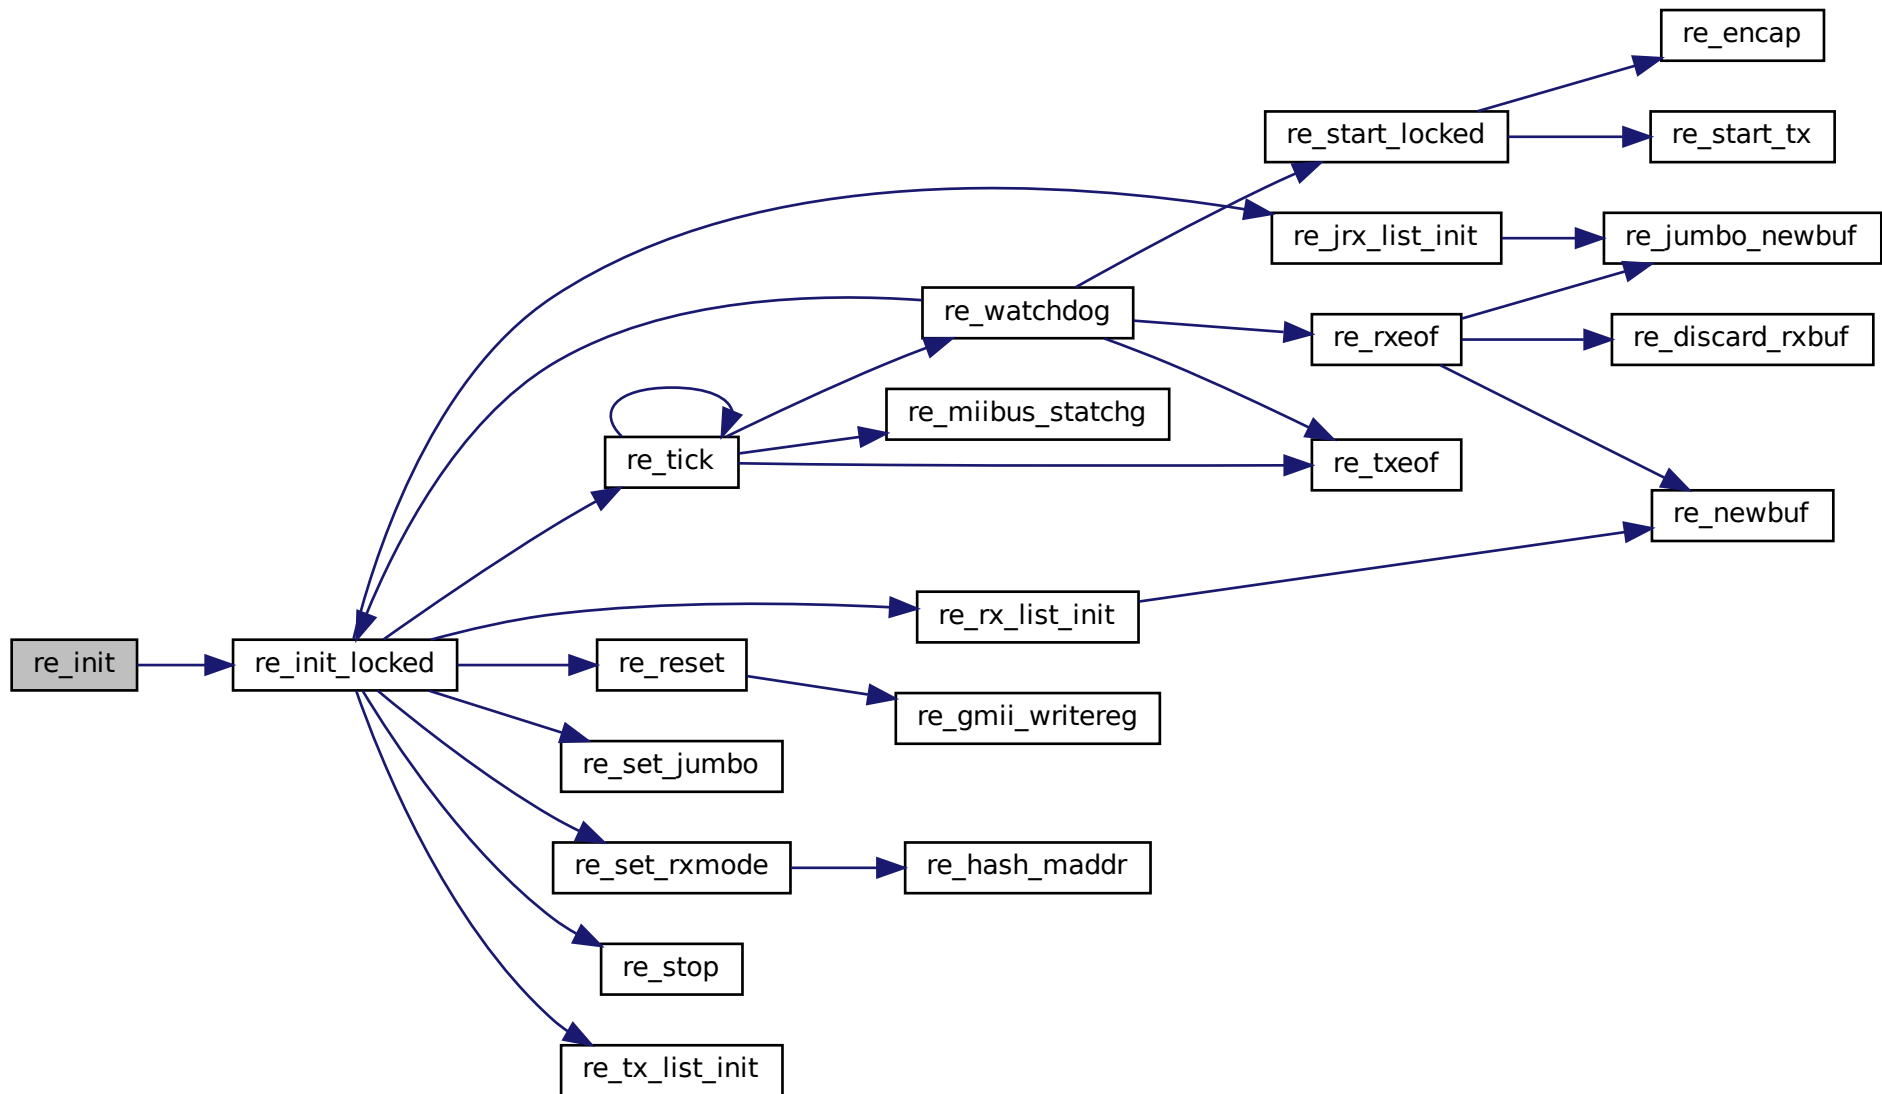 re_encap
re_start_locked
re_start_tx
re_jrx_list_init
re_jumbo_newbuf
re_watchdog
re_rxeof
re_discard_rxbuf
re_miibus_statchg
re_tick
re_txeof
re_newbuf
re_rx_list_init
re_init
re_init_locked
re_reset
re_gmii_writereg
re_set_jumbo
re_set_rxmode
re_hash_maddr
re_stop
re_tx_list_init